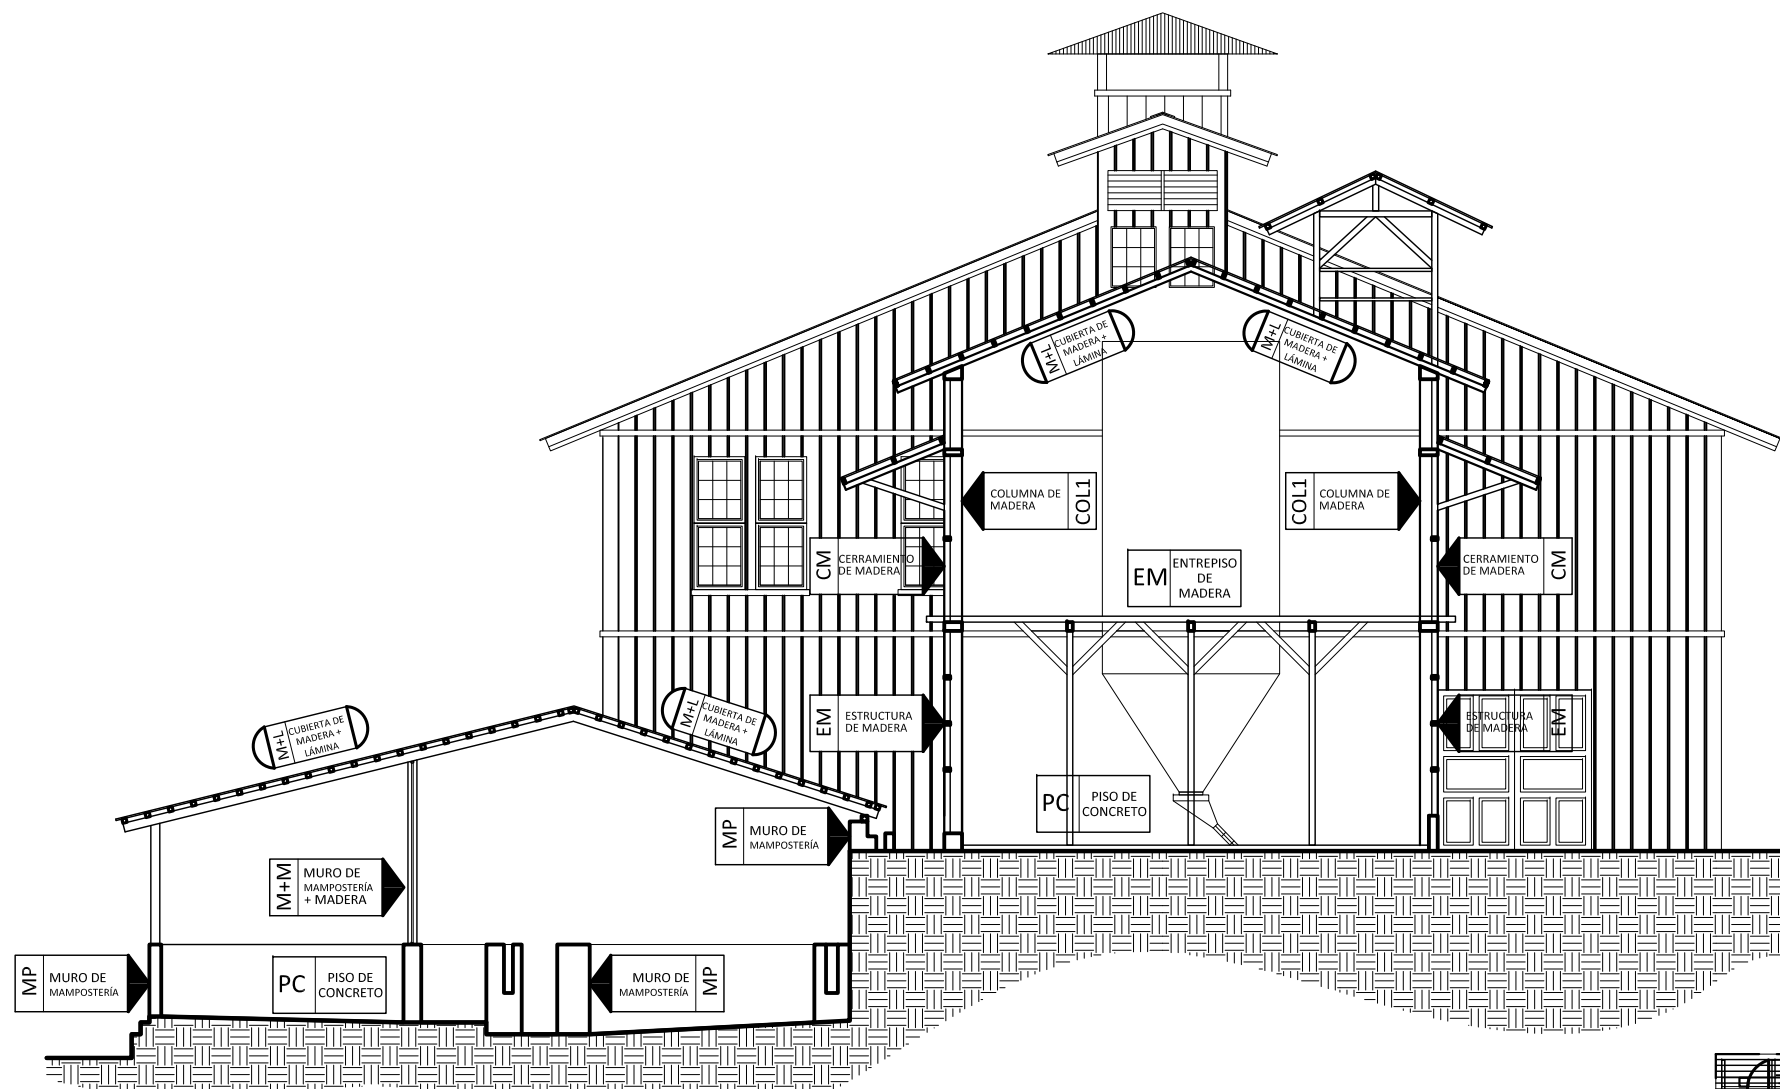 M+L
CUBIERTA DE
MADERA +
LÁMINA
M+L
CUBIERTA DE
MADERA +
LÁMINA
COLUMNA DE
MADERA
COL1
COL1
COLUMNA DE
MADERA
CM
CERRAMIENTO
DE MADERA
EM
ENTREPISO
DE
MADERA
CERRAMIENTO
DE MADERA
CM
M+L
CUBIERTA DE
MADERA +
LÁMINA
M+L
CUBIERTA DE
MADERA +
LÁMINA
EM
ESTRUCTURA
DE MADERA
ESTRUCTURA
DE MADERA
EM
PC
PISO DE
CONCRETO
MP
MURO DE
MAMPOSTERÍA
M+M
MURO DE
MAMPOSTERÍA
+ MADERA
MP
MURO DE
MAMPOSTERÍA
PC
PISO DE
CONCRETO
MURO DE
MAMPOSTERÍA
MP